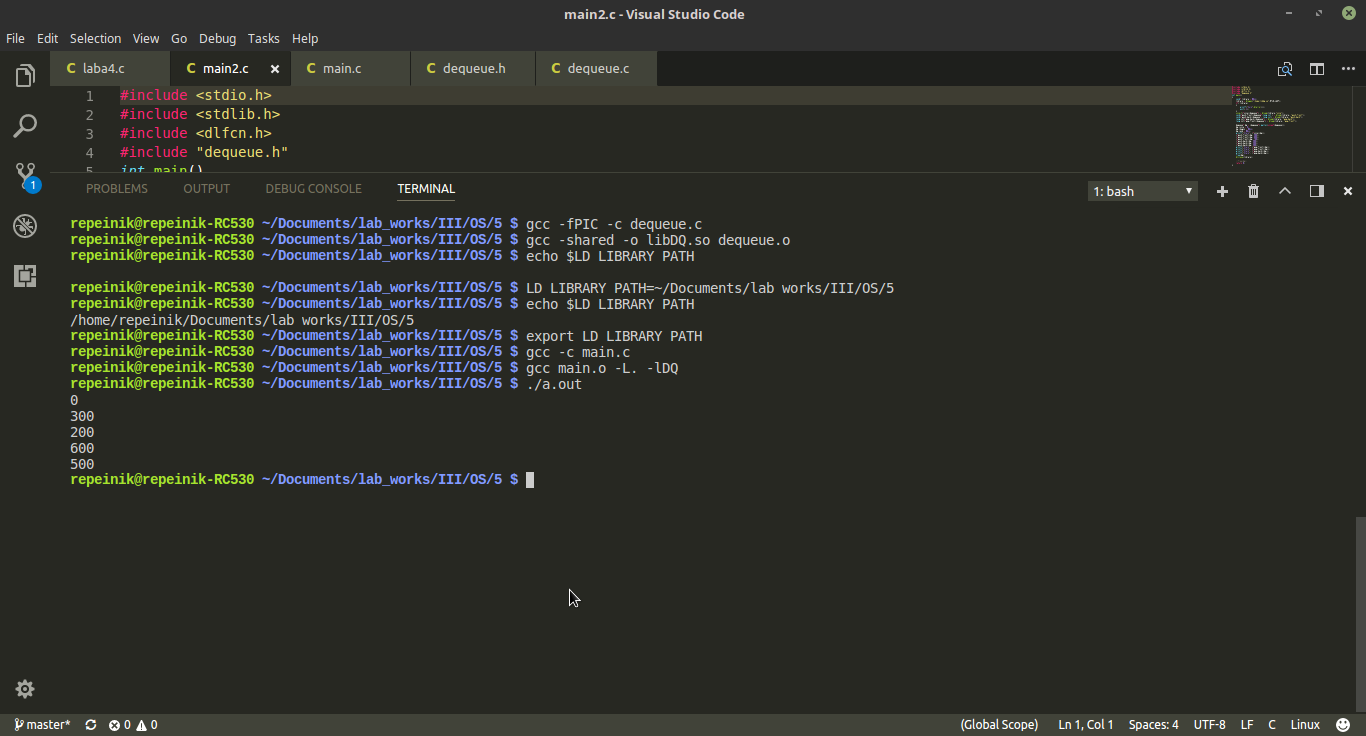 main2.c - Visual Studio Code
File Edit Selection View Go Debug Tasks Help
C laba4.c C main2.c × C main.c C dequeue.h C dequeue.c
1 #include <stdio.h>
2 #include <stdlib.h>
3 #include <dlfcn.h>
4 #include "dequeue.h"
5 int main()
1
PROBLEMS OUTPUT DEBUG CONSOLE TERMINAL 1: bash
repeinik@repeinik-RC530 ~/Documents/lab_works/III/OS/5 $ gcc -fPIC -c dequeue.c
repeinik@repeinik-RC530 ~/Documents/lab_works/III/OS/5 $ gcc -shared -o libDQ.so dequeue.o
repeinik@repeinik-RC530 ~/Documents/lab_works/III/OS/5 $ echo $LD LIBRARY PATH
repeinik@repeinik-RC530 ~/Documents/lab_works/III/OS/5 $ LD LIBRARY PATH=~/Documents/lab works/III/OS/5
repeinik@repeinik-RC530 ~/Documents/lab_works/III/OS/5 $ echo $LD LIBRARY PATH
/home/repeinik/Documents/lab works/III/OS/5
repeinik@repeinik-RC530 ~/Documents/lab_works/III/OS/5 $ export LD LIBRARY PATH
repeinik@repeinik-RC530 ~/Documents/lab_works/III/OS/5 $ gcc -c main.c
repeinik@repeinik-RC530 ~/Documents/lab_works/III/OS/5 $ gcc main.o -L. -lDQ
repeinik@repeinik-RC530 ~/Documents/lab_works/III/OS/5 $ ./a.out
0
300
200
600
500
repeinik@repeinik-RC530 ~/Documents/lab_works/III/OS/5 $
master* 0 0 (Global Scope) Ln 1, Col 1 Spaces: 4 UTF-8 LF C Linux